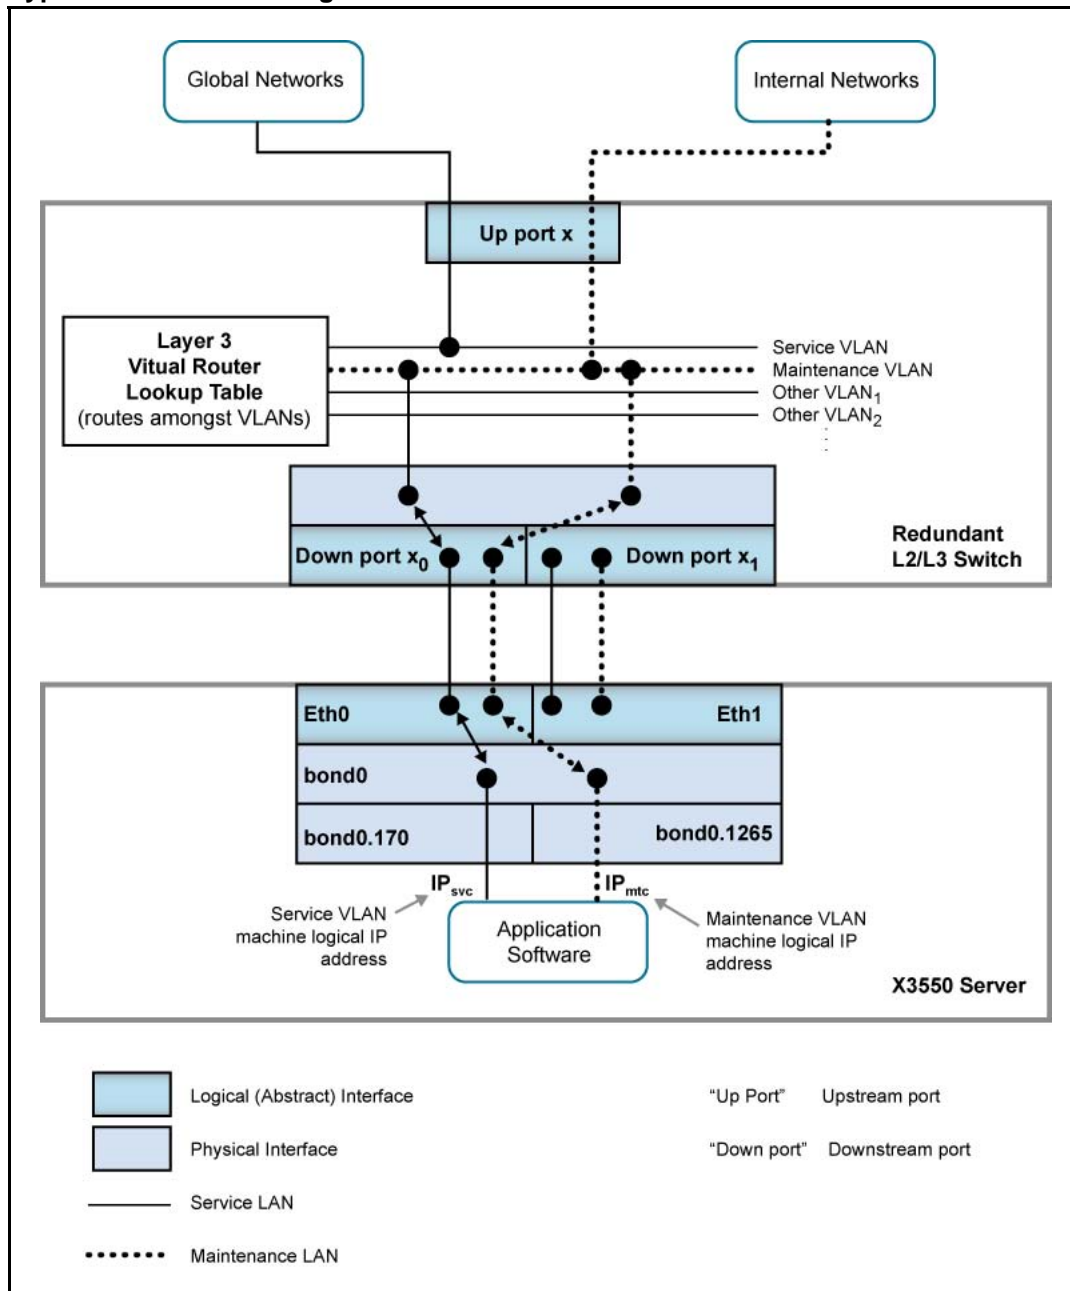 Global Networks
Internal Networks
Up port x
Layer 3
Vitual Router
Lookup Table
(routes amongst VLANs)
Service VLAN
Maintenance VLAN
Other VLAN1
Other VLAN2
Down port x0
Down port x1
Redundant
L2/L3 Switch
Eth0
Eth1
bond0
bond0.170
bond0.1265
IPsvc
IPmtc
Service VLAN
machine logical IP
address
Application
Software
Maintenance VLAN
machine logical IP
address
X3550 Server
Logical (Abstract) Interface
"Up Port" Upstream port
Physical Interface
"Down port" Downstream port
Service LAN
Maintenance LAN